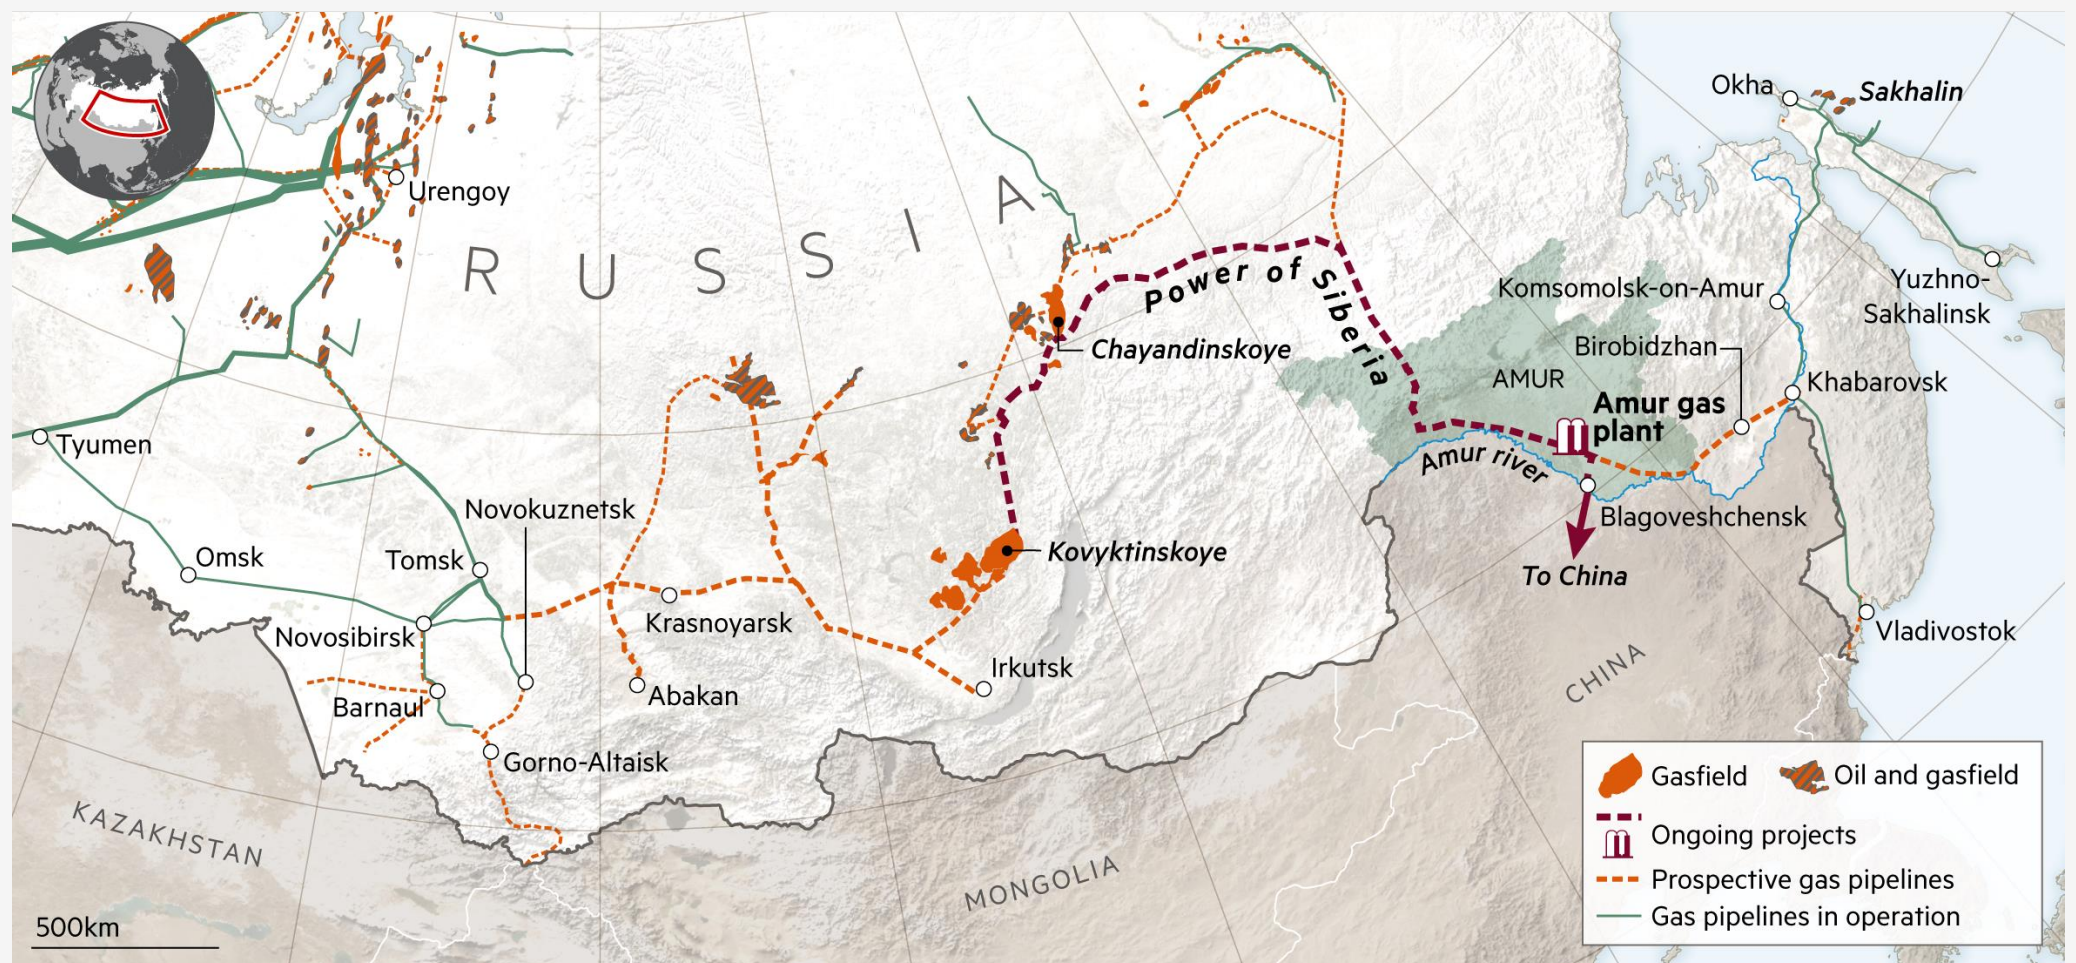 Okha
Sakhalin
Urengoy
RUSSIA
Power of Siberia
Yuzhno-
Sakhalinsk
Komsomolsk-on-Amur
Birobidzhan
Chayandinskoye
AMUR
Khabarovsk
Amur gas
plant
Tyumen
Amur river
Novokuznetsk
Blagoveshchensk
Omsk
Tomsk
Kovyktinskoye
To China
Novosibirsk
Krasnoyarsk
Vladivostok
Irkutsk
CHINA
Barnaul
Abakan
Gorno-Altaisk
KAZAKHSTAN
MONGOLIA
Gasfield
Oil and gasfield
Ongoing projects
Prospective gas pipelines
Gas pipelines in operation
500km